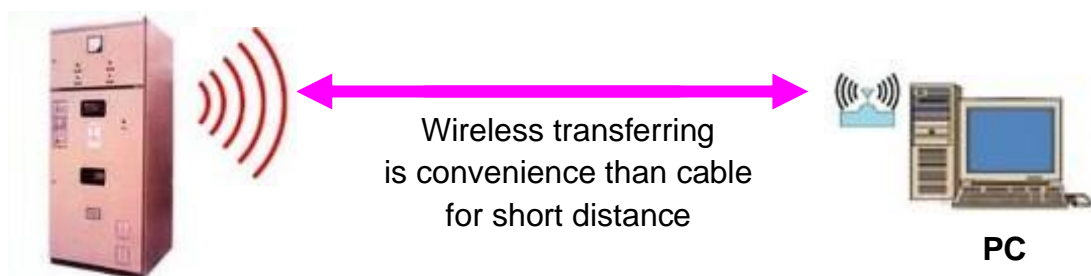 Wireless transferring
is convenience than cable
for short distance
PC